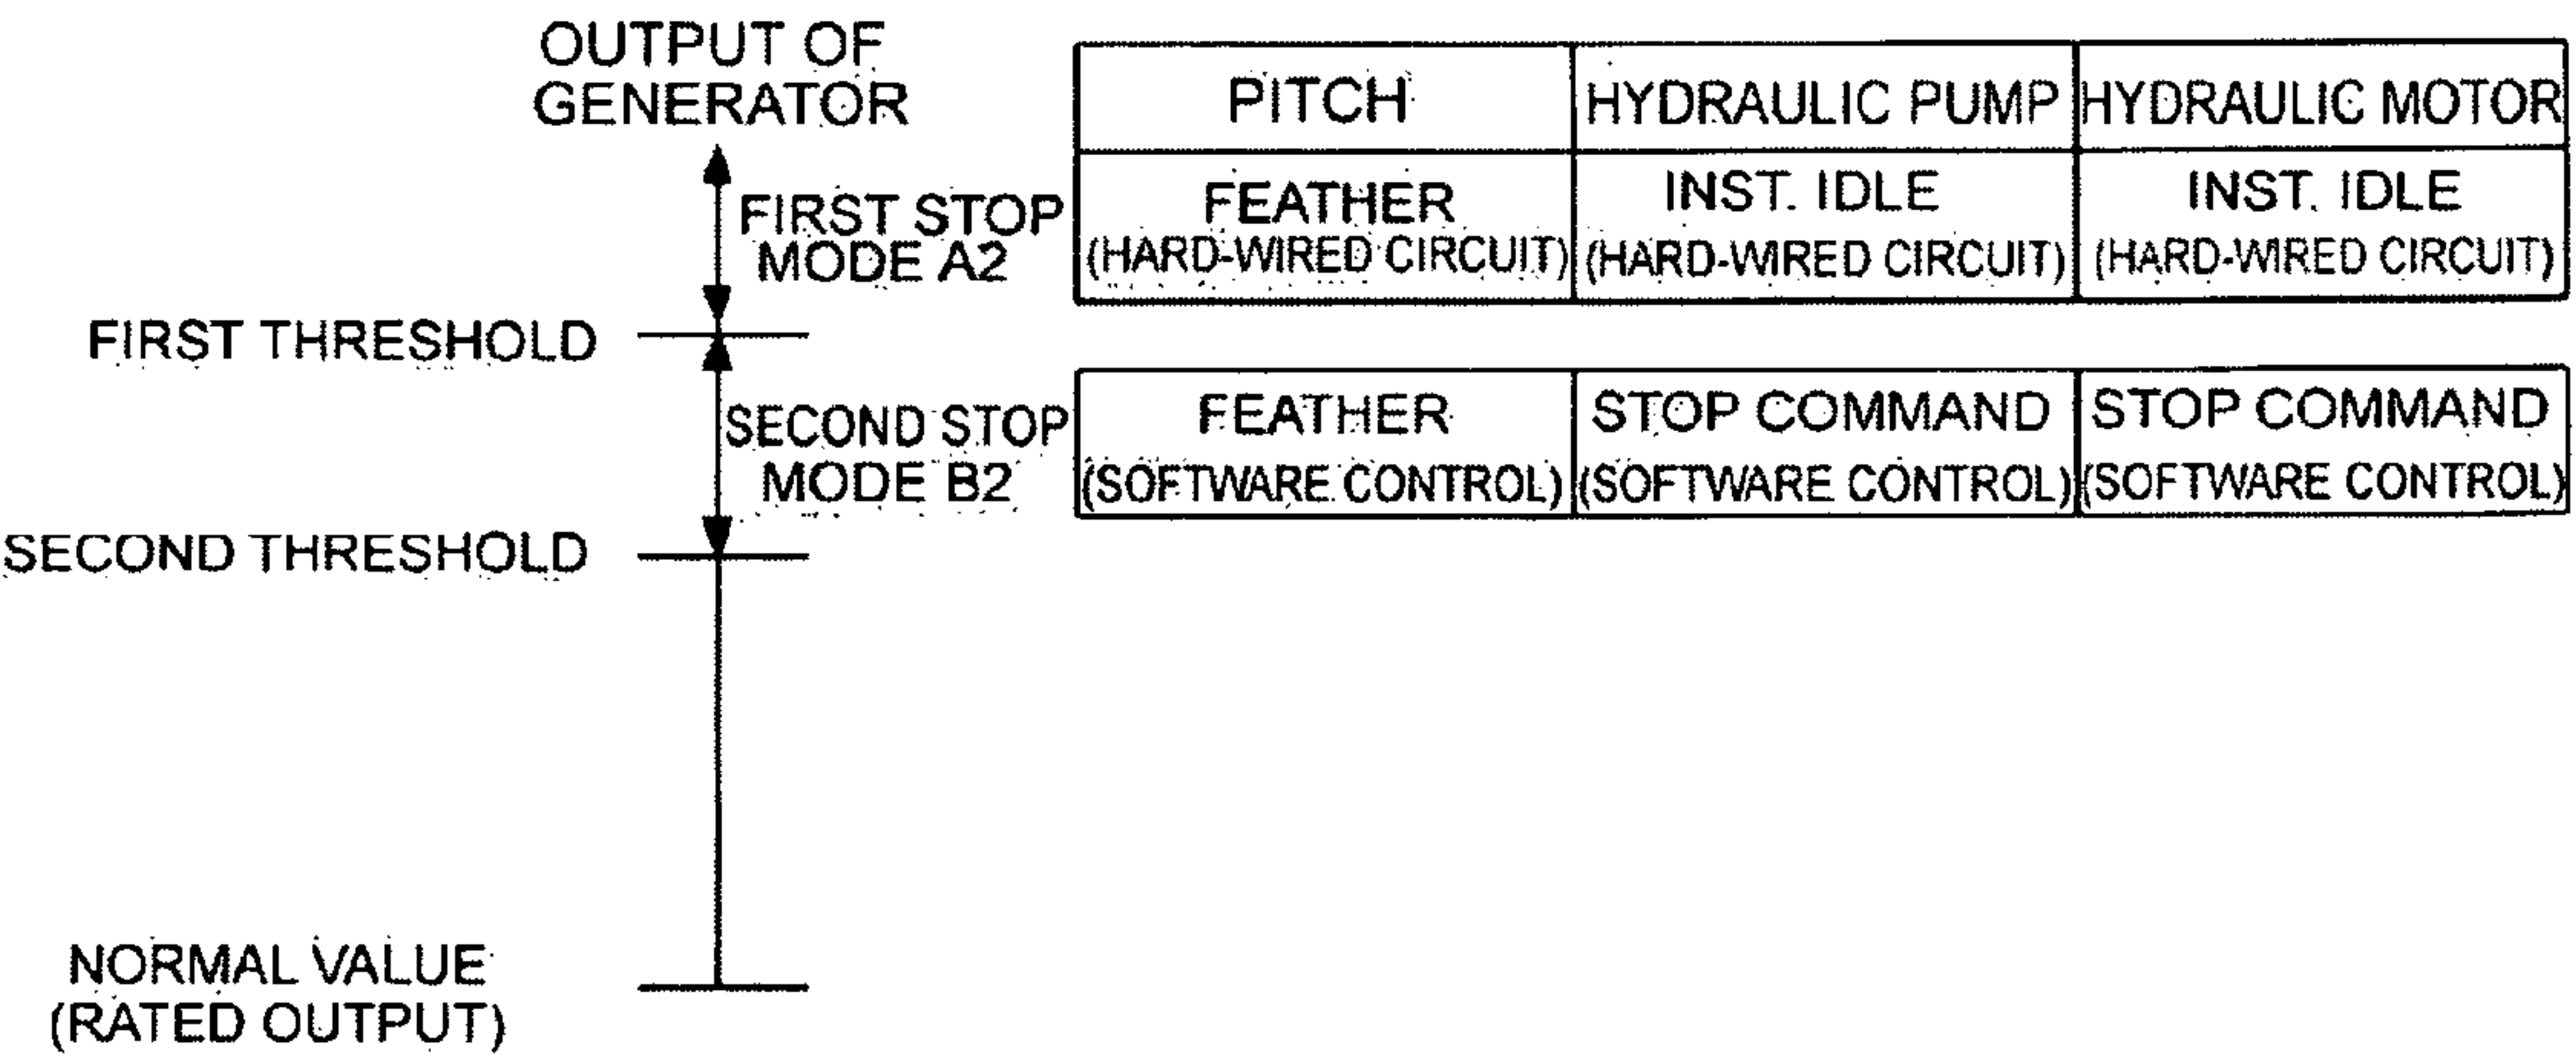 OUTPUT OF
GENERATOR
PITCH
HYDRAULIC PUMP
HYDRAULIC MOTOR
FIRST STOP
MODE A2
FEATHER
(HARD-WIRED CIRCUIT)
INST. IDLE
(HARD-WIRED CIRCUIT)
INST. IDLE
(HARD-WIRED CIRCUIT)
FIRST THRESHOLD
SECOND STOP
MODE B2
FEATHER
(SOFTWARE CONTROL)
STOP COMMAND
(SOFTWARE CONTROL)
STOP COMMAND
(SOFTWARE CONTROL)
SECOND THRESHOLD
NORMAL VALUE
(RATED OUTPUT)